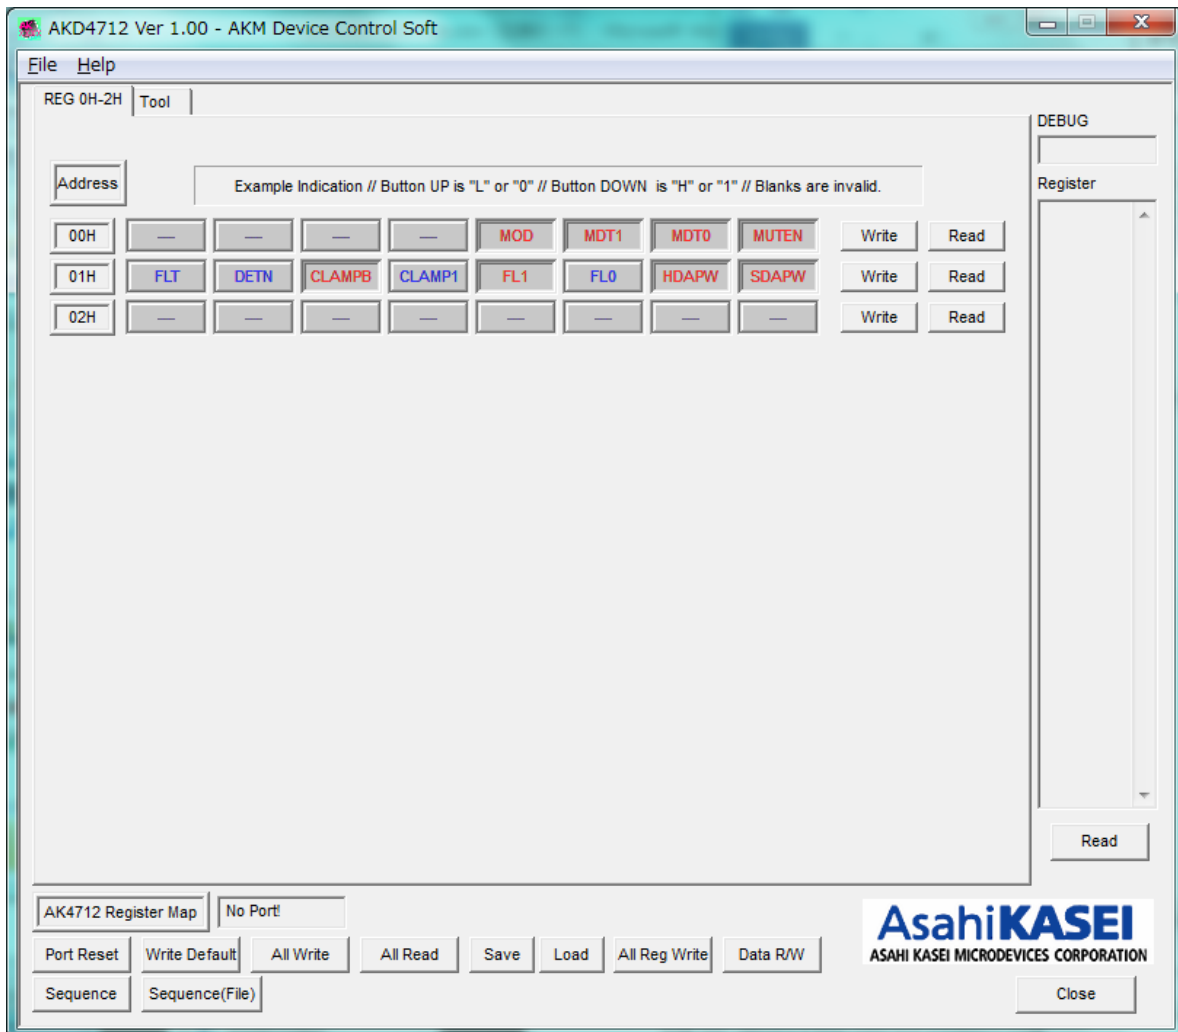 AKD4712 Ver 1.00 - AKM Device Control Soft
File Help
REG 0H-2H Tool
DEBUG
Address Example Indication // Button UP is "L" or "0" // Button DOWN is "H" or "1" // Blanks are invalid.
Register
00H — — — — MOD MDT1 MDT0 MUTEN Write Read
01H FLT DETN CLAMPB CLAMP1 FL1 FL0 HDAPW SDAPW Write Read
02H — — — — — — — — Write Read
Read
AK4712 Register Map No Port!
AsahiKASEI
ASAHI KASEI MICRODEVICES CORPORATION
Port Reset Write Default All Write All Read Save Load All Reg Write Data R/W
Sequence Sequence(File) Close